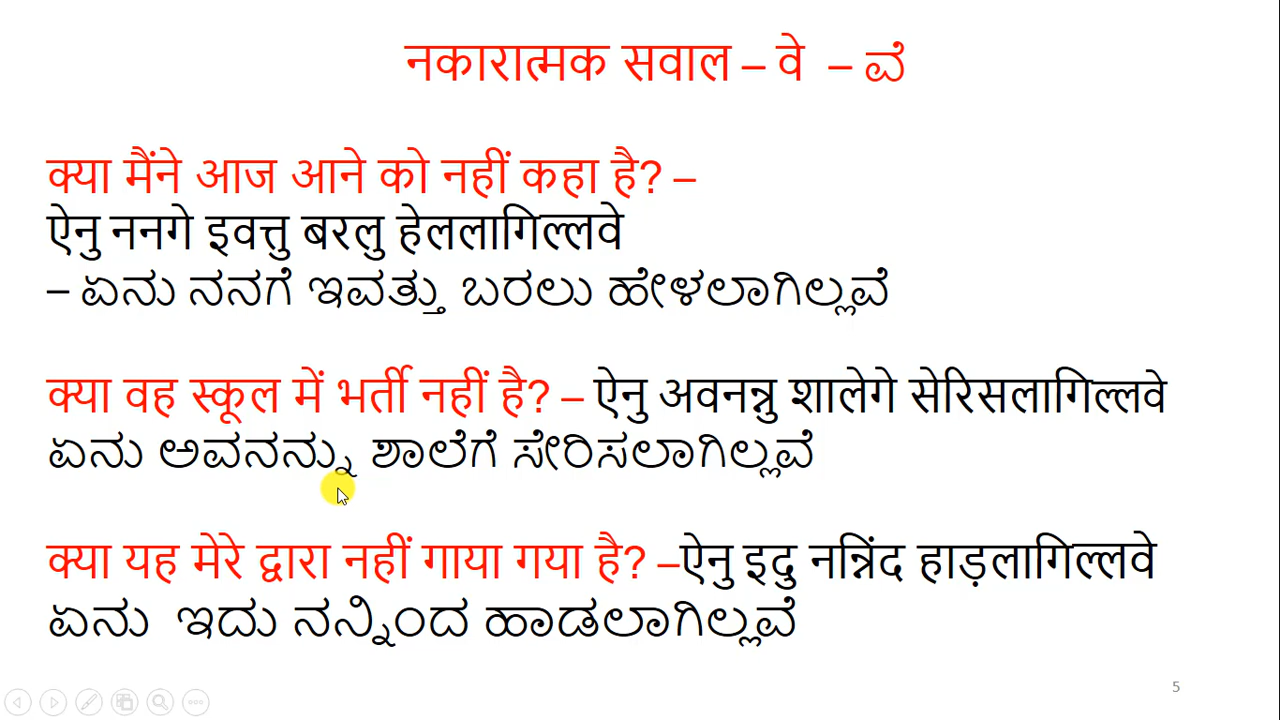 नकारात्मक सवाल – वे – ವೆ
क्या मैंने आज आने को नहीं कहा है? –
ऐनु ननगे इवत्तु बरलु हेललागिल्लवे
– ಏನು ನನಗೆ ಇವತ್ತು ಬರಲು ಹೇಳಲಾಗಿಲ್ಲವೆ
क्या वह स्कूल में भर्ती नहीं है? – ऐनु अवनन्नु शालेगे सेरिसलागिल्लवे
ಏನು ಅವನನ್ನು ಶಾಲೆಗೆ ಸೇರಿಸಲಾಗಿಲ್ಲವೆ
क्या यह मेरे द्वारा नहीं गाया गया है? –ऐनु इदु नन्निंद हाड़लागिल्लवे
ಏನು ಇದು ನನ್ನಿಂದ ಹಾಡಲಾಗಿಲ್ಲವೆ
5